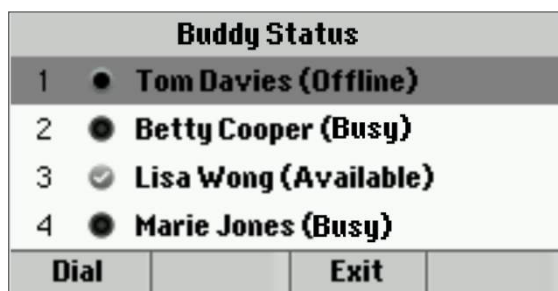 Buddy Status
1 Tom Davies (Offline)
2 Betty Cooper (Busy)
3 Lisa Wong (Available)
4 Marie Jones (Busy)
Dial Exit